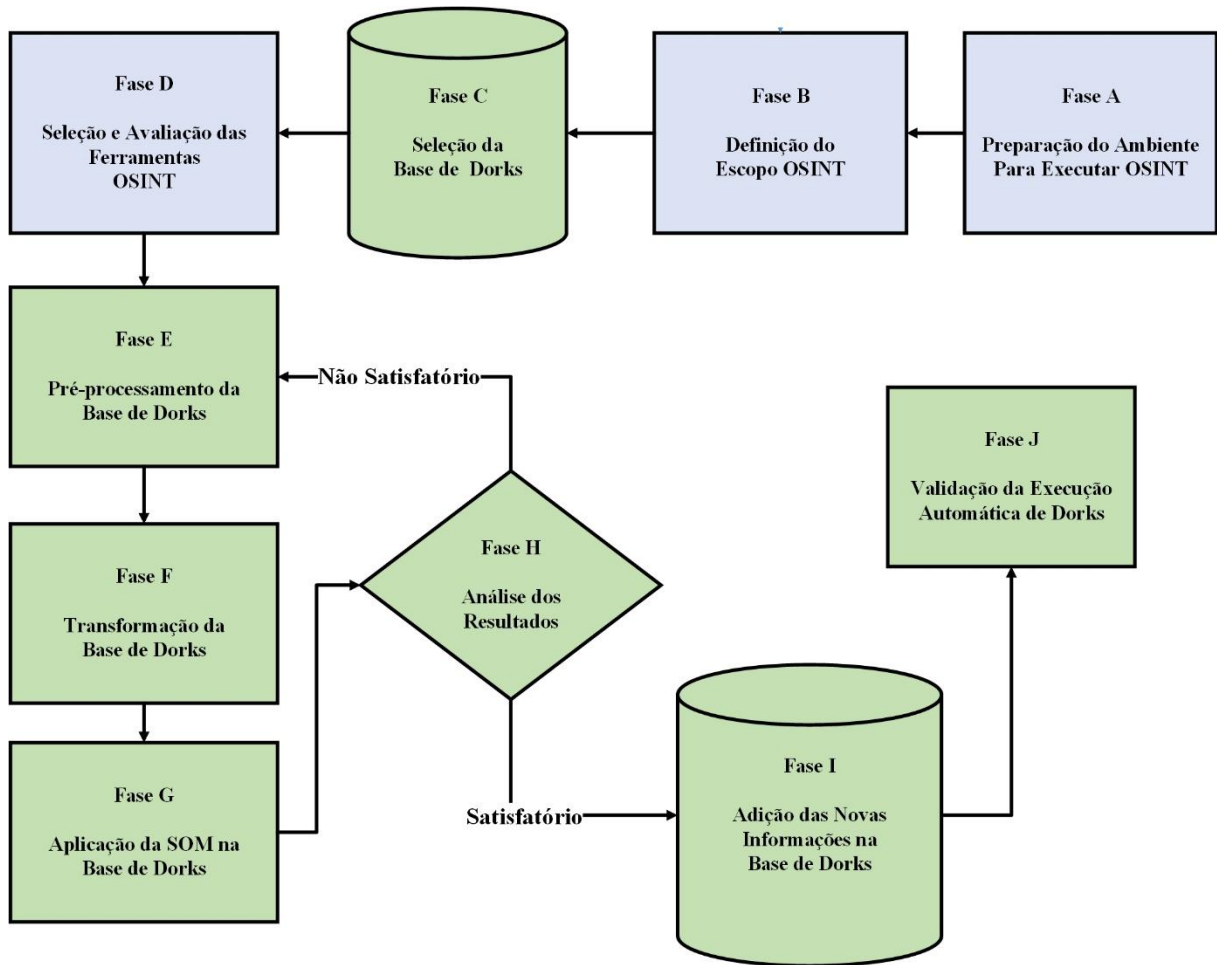 Fase D
Seleção e Avaliação das
Ferramentas
OSINT
Fase C
Seleção da
Base de Dorks
Fase B
Definição do
Escopo OSINT
Fase A
Preparação do Ambiente
Para Executar OSINT
Fase E
Pré-processamento da
Base de Dorks
Não Satisfatório
Fase J
Validação da Execução
Automática de Dorks
Fase F
Transformação da
Base de Dorks
Fase H
Análise dos
Resultados
Fase G
Aplicação da SOM na
Base de Dorks
Satisfatório
Fase I
Adição das Novas
Informações na
Base de Dorks